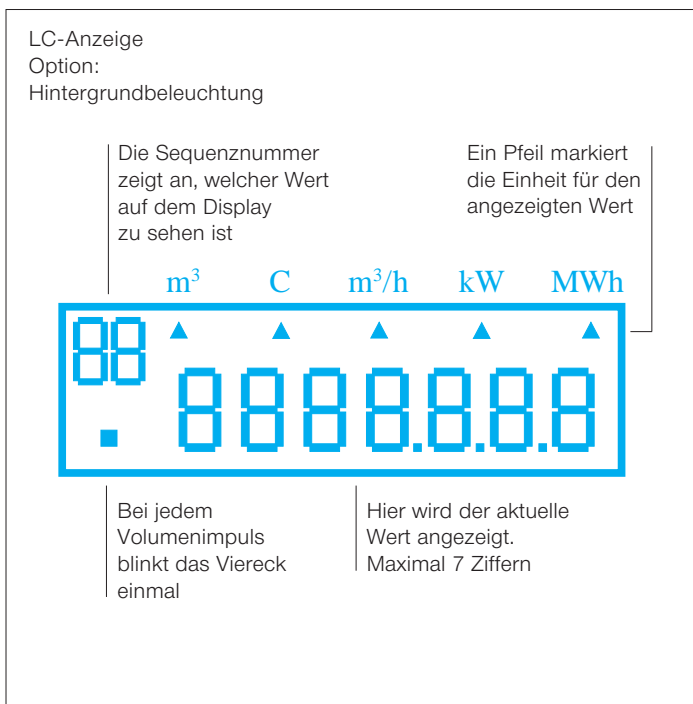 LC-Anzeige
Option:
Hintergrundbeleuchtung
Die Sequenznummer
zeigt an, welcher Wert
auf dem Display
zu sehen ist
Ein Pfeil markiert
die Einheit für den
angezeigten Wert
m³ C m³/h kW MWh
88
8888.8.8.8
Bei jedem
Volumenimpuls
blinkt das Viereck
einmal
Hier wird der aktuelle
Wert angezeigt.
Maximal 7 Ziffern